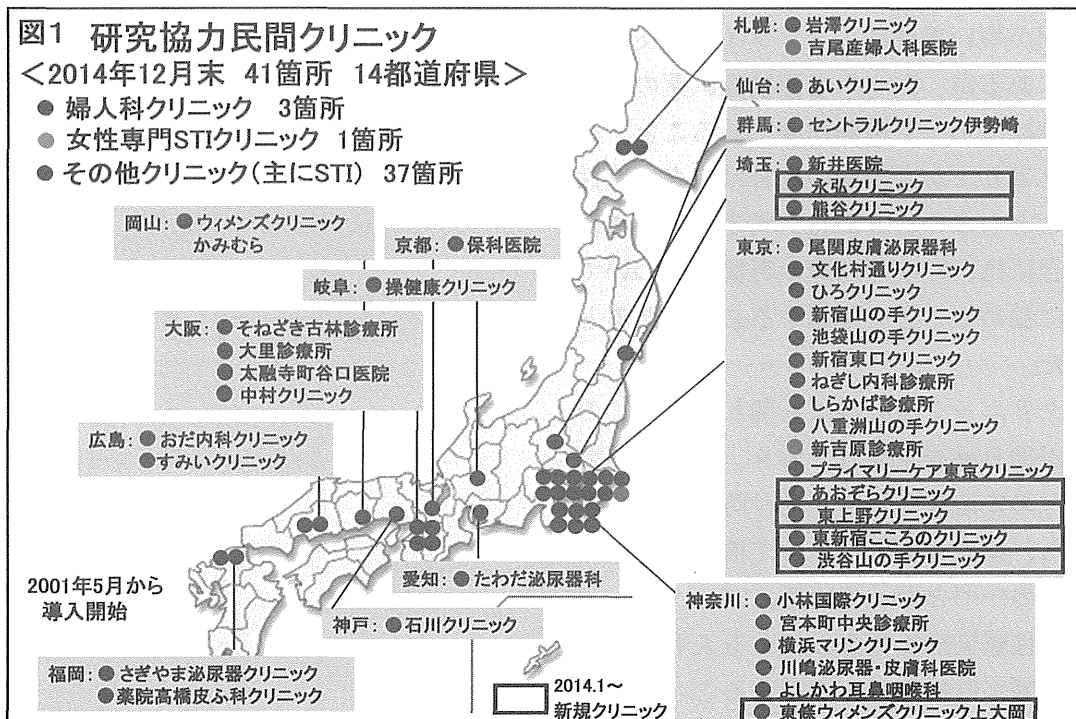 図1 研究協力民間クリニック
＜2014年12月末 41箇所 14都道府県＞
● 婦人科クリニック 3箇所
● 女性専門STIクリニック 1箇所
● その他クリニック(主にSTI) 37箇所
岡山: ● ウィメンズクリニック
かみむら
京都: ● 保科医院
岐阜: ● 操健康クリニック
大阪: ● そねざき古林診療所
● 大里診療所
● 太融寺町谷口医院
● 中村クリニック
広島: ● おだ内科クリニック
● すみいクリニック
2001年5月から
導入開始
愛知: ● たわだ泌尿器科
神戸: ● 石川クリニック
福岡: ● さぎやま泌尿器クリニック
● 薬院高橋皮ふ科クリニック
2014.1～
新規クリニック
札幌: ● 岩澤クリニック
● 吉尾産婦人科医院
仙台: ● あいクリニック
群馬: ● セントラルクリニック伊勢崎
埼玉: ● 新井医院
● 永弘クリニック
● 熊谷クリニック
東京: ● 尾関皮膚泌尿器科
● 文化村通りクリニック
● ひろクリニック
● 新宿山の手クリニック
● 池袋山の手クリニック
● 新宿東口クリニック
● ねぎし内科診療所
● しらかば診療所
● 八重洲山の手クリニック
● 新吉原診療所
● プライマリーケア東京クリニック
● あおぞらクリニック
● 東上野クリニック
● 東新宿こころのクリニック
● 渋谷山の手クリニック
神奈川: ● 小林国際クリニック
● 宮本町中央診療所
● 横浜マリンクリニック
● 川嶋泌尿器・皮膚科医院
● よしかわ耳鼻咽喉科
● 東條ウィメンズクリニック上大岡